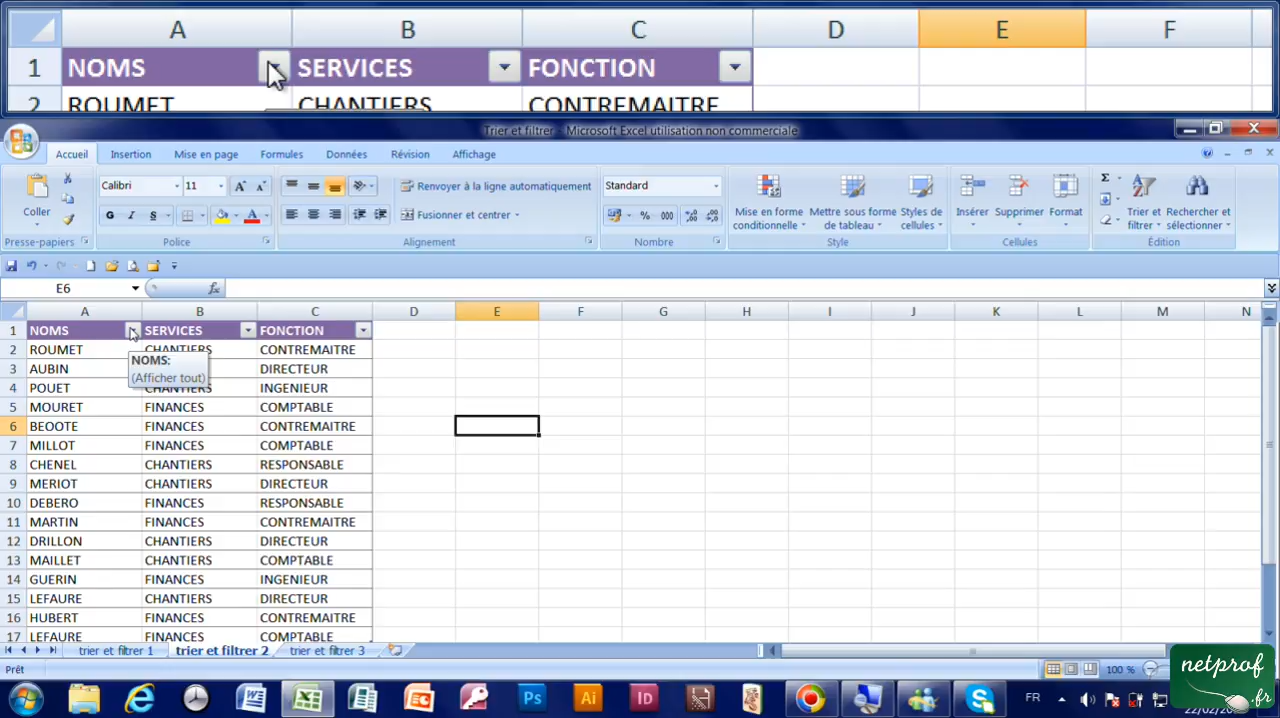 A B C D E F
1 NOMS SERVICES FONCTION
2 ROUMET CHANTIERS CONTREMAITRE
Trier et filtrer - Microsoft Excel utilisation non commerciale
Accueil Insertion Mise en page Formules Données Révision Affichage
Coller
Presse-papiers
Calibri 11
G I S
Police
Renvoyer à la ligne automatiquement
Fusionner et centrer
Alignement
Standard
% 000
Nombre
Mise en forme conditionnelle
Mettre sous forme de tableau
Styles de cellules
Style
Insérer Supprimer Format
Cellules
Trier et filtrer
Rechercher et sélectionner
Édition
E6 fx
A B C D E F G H I J K L M N
1 NOMS SERVICES FONCTION
NOMS:
(Afficher tout)
2 ROUMET CHANTIERS CONTREMAITRE
3 AUBIN DIRECTEUR
4 POUET CHANTIERS INGENIEUR
5 MOURET FINANCES COMPTABLE
6 BEOOTE FINANCES CONTREMAITRE
7 MILLOT FINANCES COMPTABLE
8 CHENEL CHANTIERS RESPONSABLE
9 MERIOT CHANTIERS DIRECTEUR
10 DEBERO FINANCES RESPONSABLE
11 MARTIN FINANCES CONTREMAITRE
12 DRILLON CHANTIERS DIRECTEUR
13 MAILLET CHANTIERS COMPTABLE
14 GUERIN FINANCES INGENIEUR
15 LEFAURE CHANTIERS DIRECTEUR
16 HUBERT FINANCES CONTREMAITRE
17 LEFAURE FINANCES COMPTABLE
trier et filtrer 1 trier et filtrer 2 trier et filtrer 3
Prêt 100 %
Ps Ai ID
FR
netprof
.fr